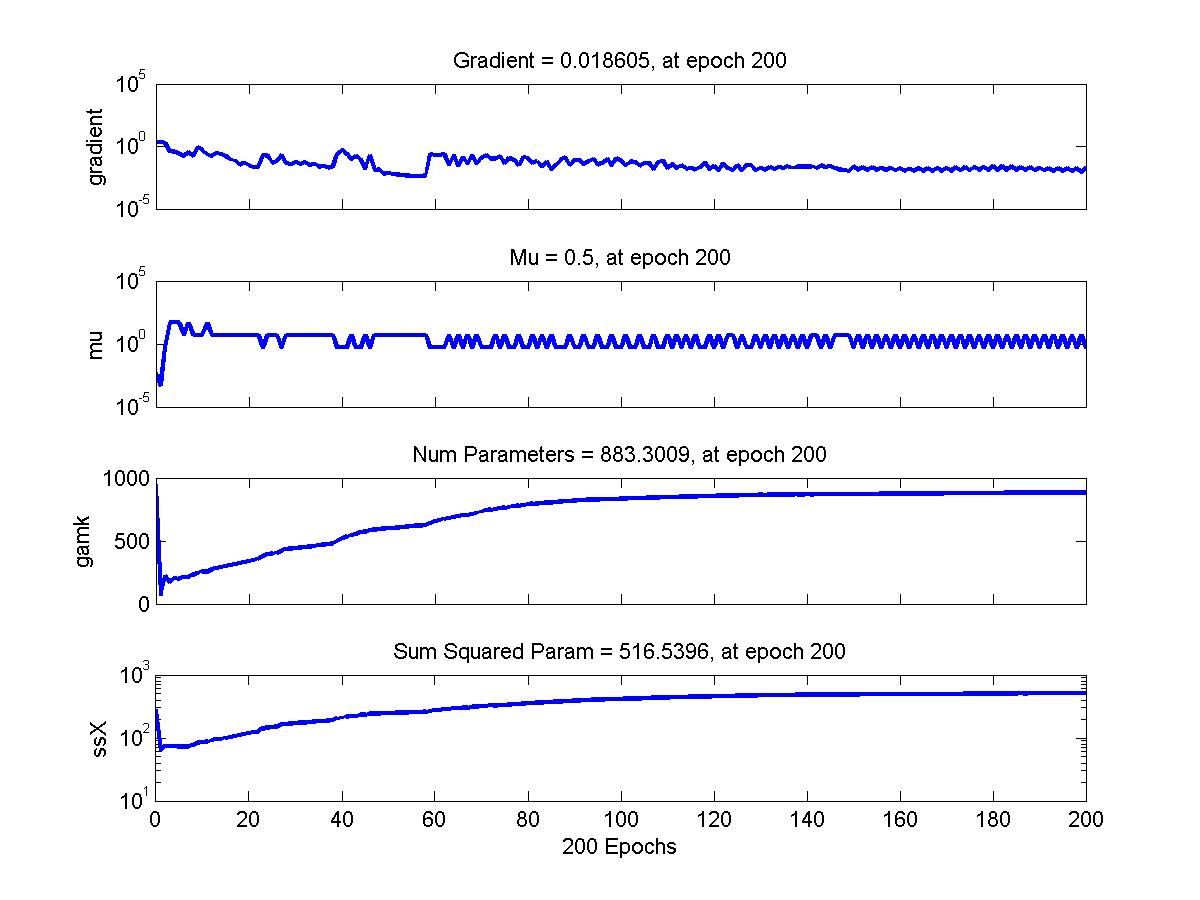 Gradient = 0.018605, at epoch 200
10^5
10^0
10^-5
gradient
Mu = 0.5, at epoch 200
10^5
10^0
10^-5
mu
Num Parameters = 883.3009, at epoch 200
1000
500
0
gamk
Sum Squared Param = 516.5396, at epoch 200
10^3
10^2
10^1
ssX
0 20 40 60 80 100 120 140 160 180 200
200 Epochs